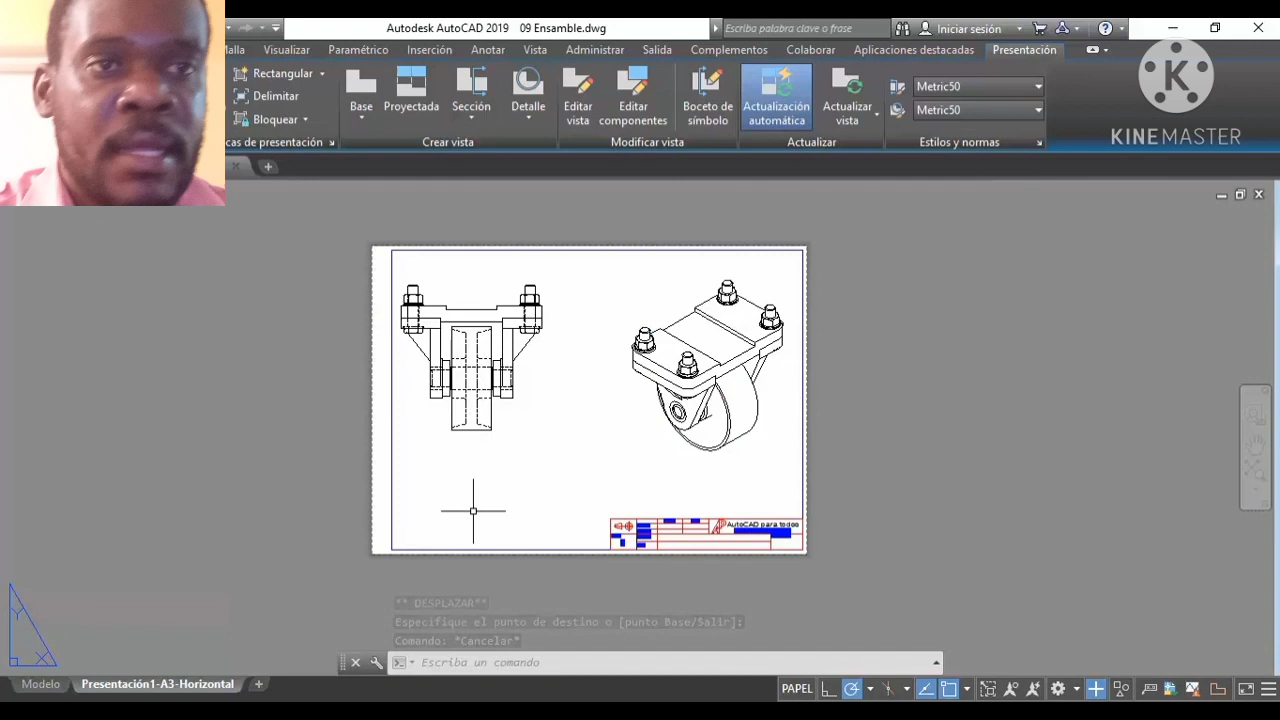 Autodesk AutoCAD 2019 09 Ensamble.dwg
Escriba palabra clave o frase
Iniciar sesión
alla Visualizar Paramétrico Inserción Anotar Vista Administrar Salida Complementos Colaborar Aplicaciones destacadas Presentación
Rectangular
Delimitar
Bloquear
Base
Proyectada
Sección
Detalle
Editar vista
Editar componentes
Boceto de símbolo
Actualización automática
Actualizar vista
Metric50
Metric50
cas de presentación Crear vista Modificar vista Actualizar Estilos y normas
K
KINEMASTER
AutoCAD para todos
Y
X
** DESPLAZAR**
Especifique el punto de destino o [punto Base/Salir]:
Comando: *Cancelar*
Escriba un comando
Modelo Presentación1-A3-Horizontal
PAPEL